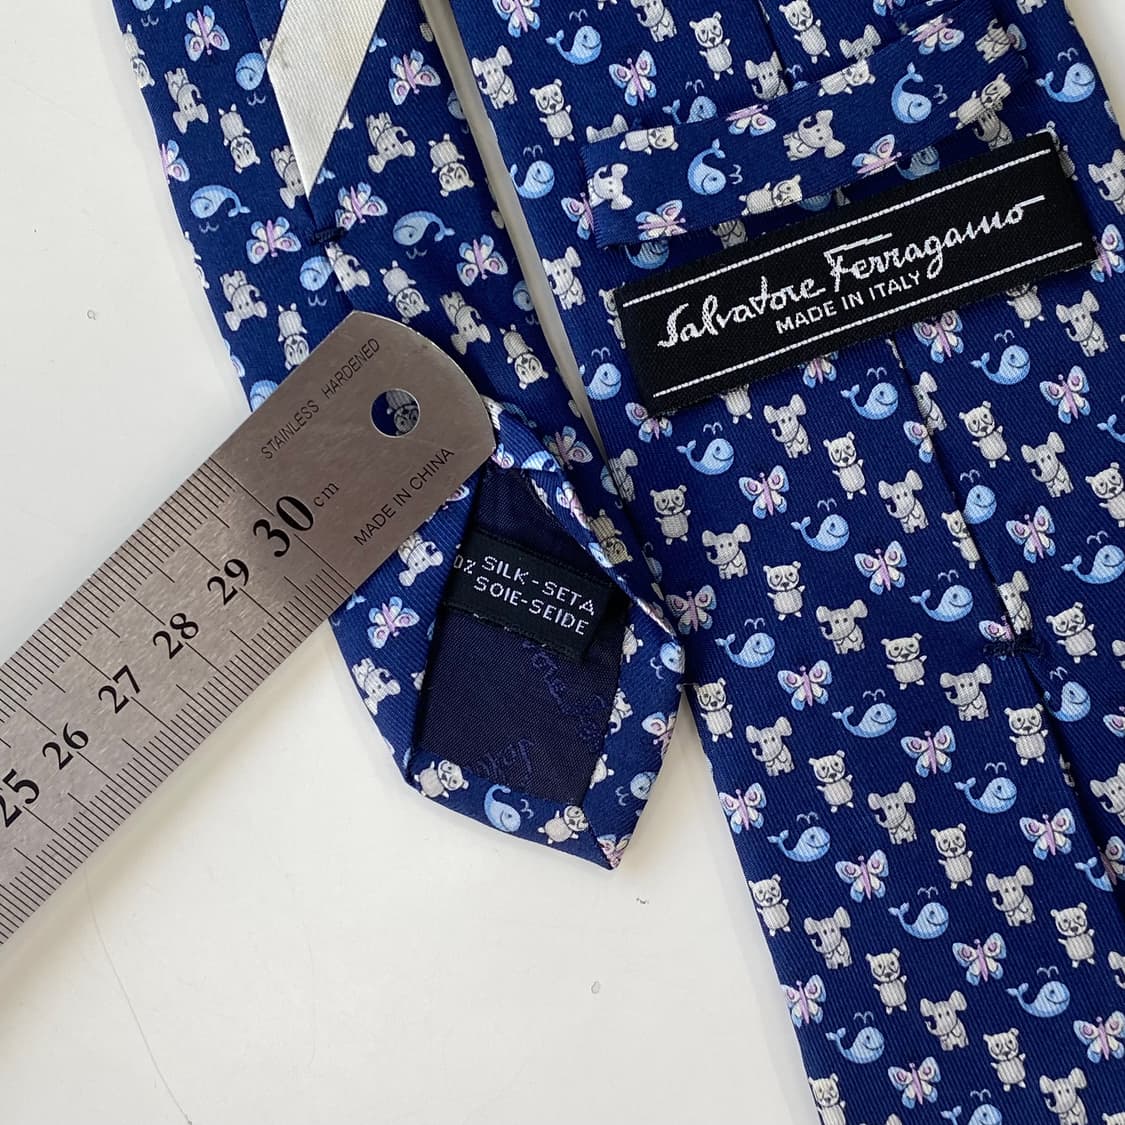 Salvatore Ferragamo
MADE IN ITALY
STAINLESS HARDENED
MADE IN CHINA
25 26 27 28 29 30 cm
0% SILK-SETA
SOIE-SEIDE